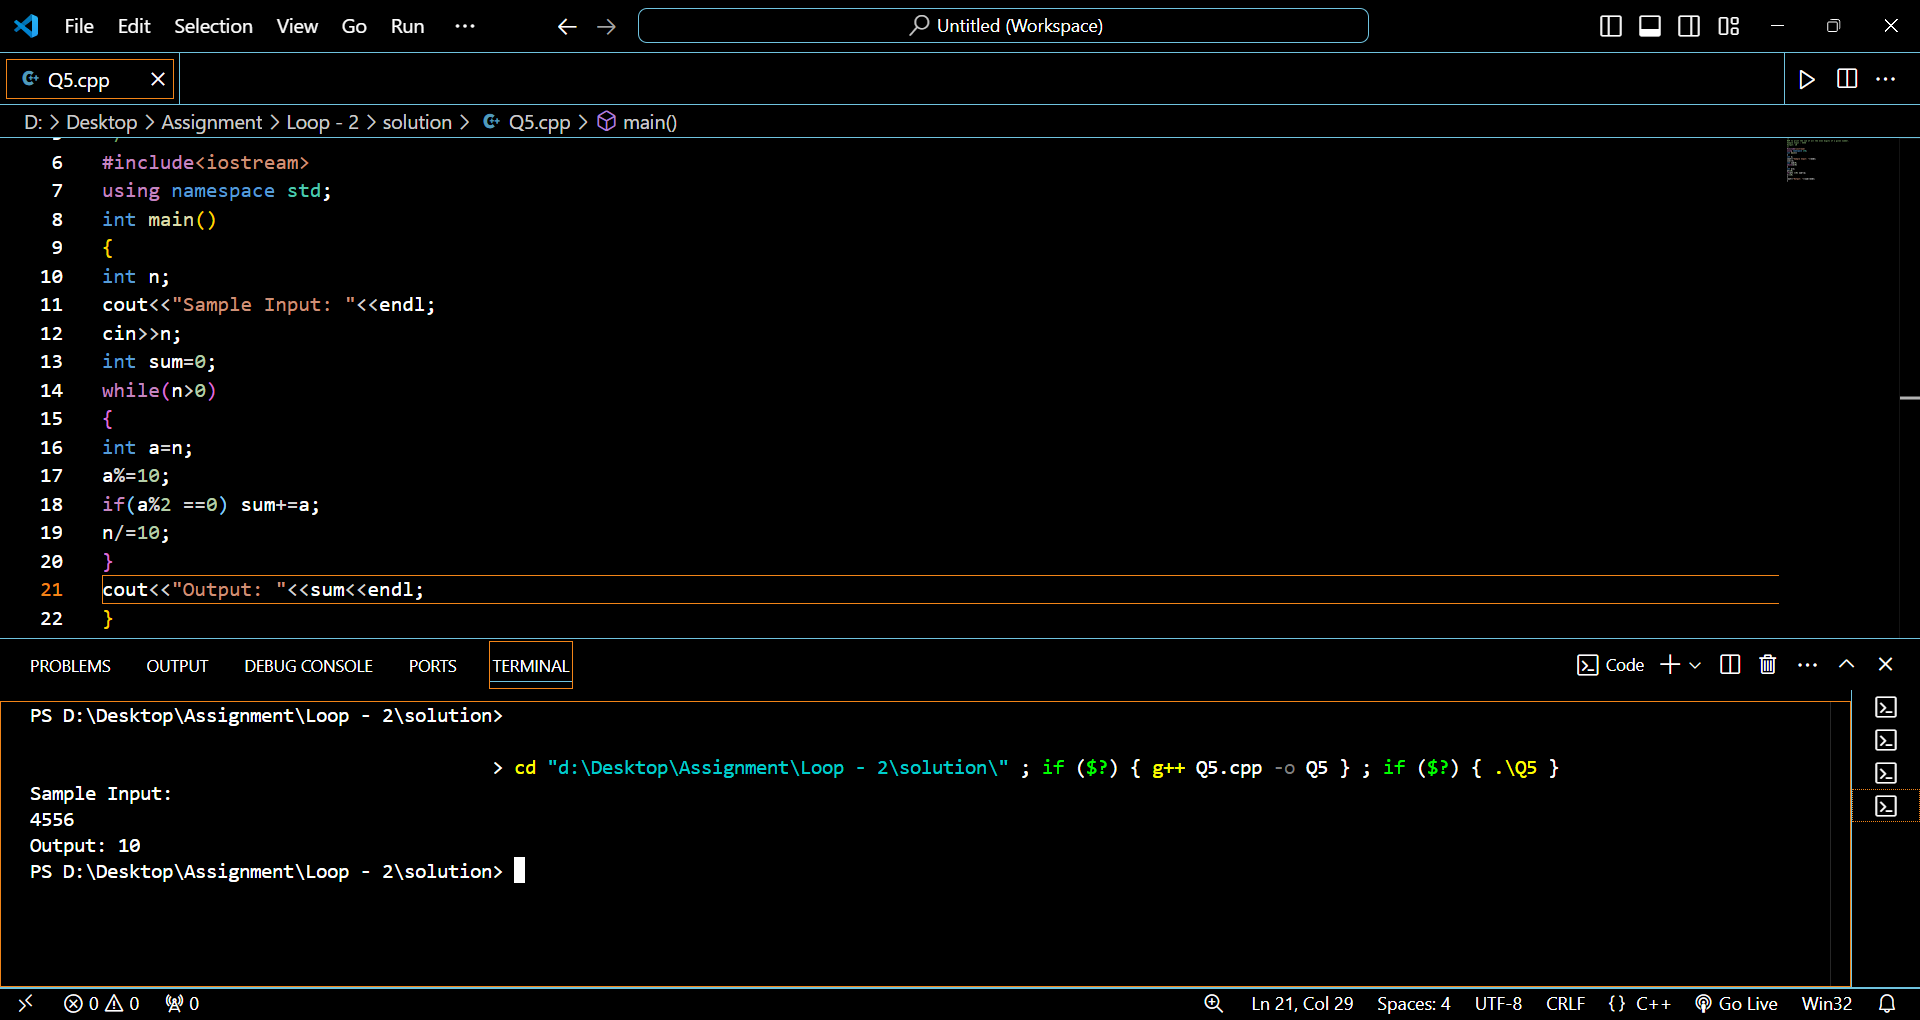 File Edit Selection View Go Run ··· Untitled (Workspace)
Q5.cpp
D: > Desktop > Assignment > Loop - 2 > solution > Q5.cpp > main()
6 #include<iostream>
7 using namespace std;
8 int main()
9 {
10 int n;
11 cout<<"Sample Input: "<<endl;
12 cin>>n;
13 int sum=0;
14 while(n>0)
15 {
16 int a=n;
17 a%=10;
18 if(a%2 ==0) sum+=a;
19 n/=10;
20 }
21 cout<<"Output: "<<sum<<endl;
22 }
PROBLEMS OUTPUT DEBUG CONSOLE PORTS TERMINAL Code
PS D:\Desktop\Assignment\Loop - 2\solution>
> cd "d:\Desktop\Assignment\Loop - 2\solution\" ; if ($?) { g++ Q5.cpp -o Q5 } ; if ($?) { .\Q5 }
Sample Input:
4556
Output: 10
PS D:\Desktop\Assignment\Loop - 2\solution>
0 0 0 Ln 21, Col 29 Spaces: 4 UTF-8 CRLF {} C++ Go Live Win32